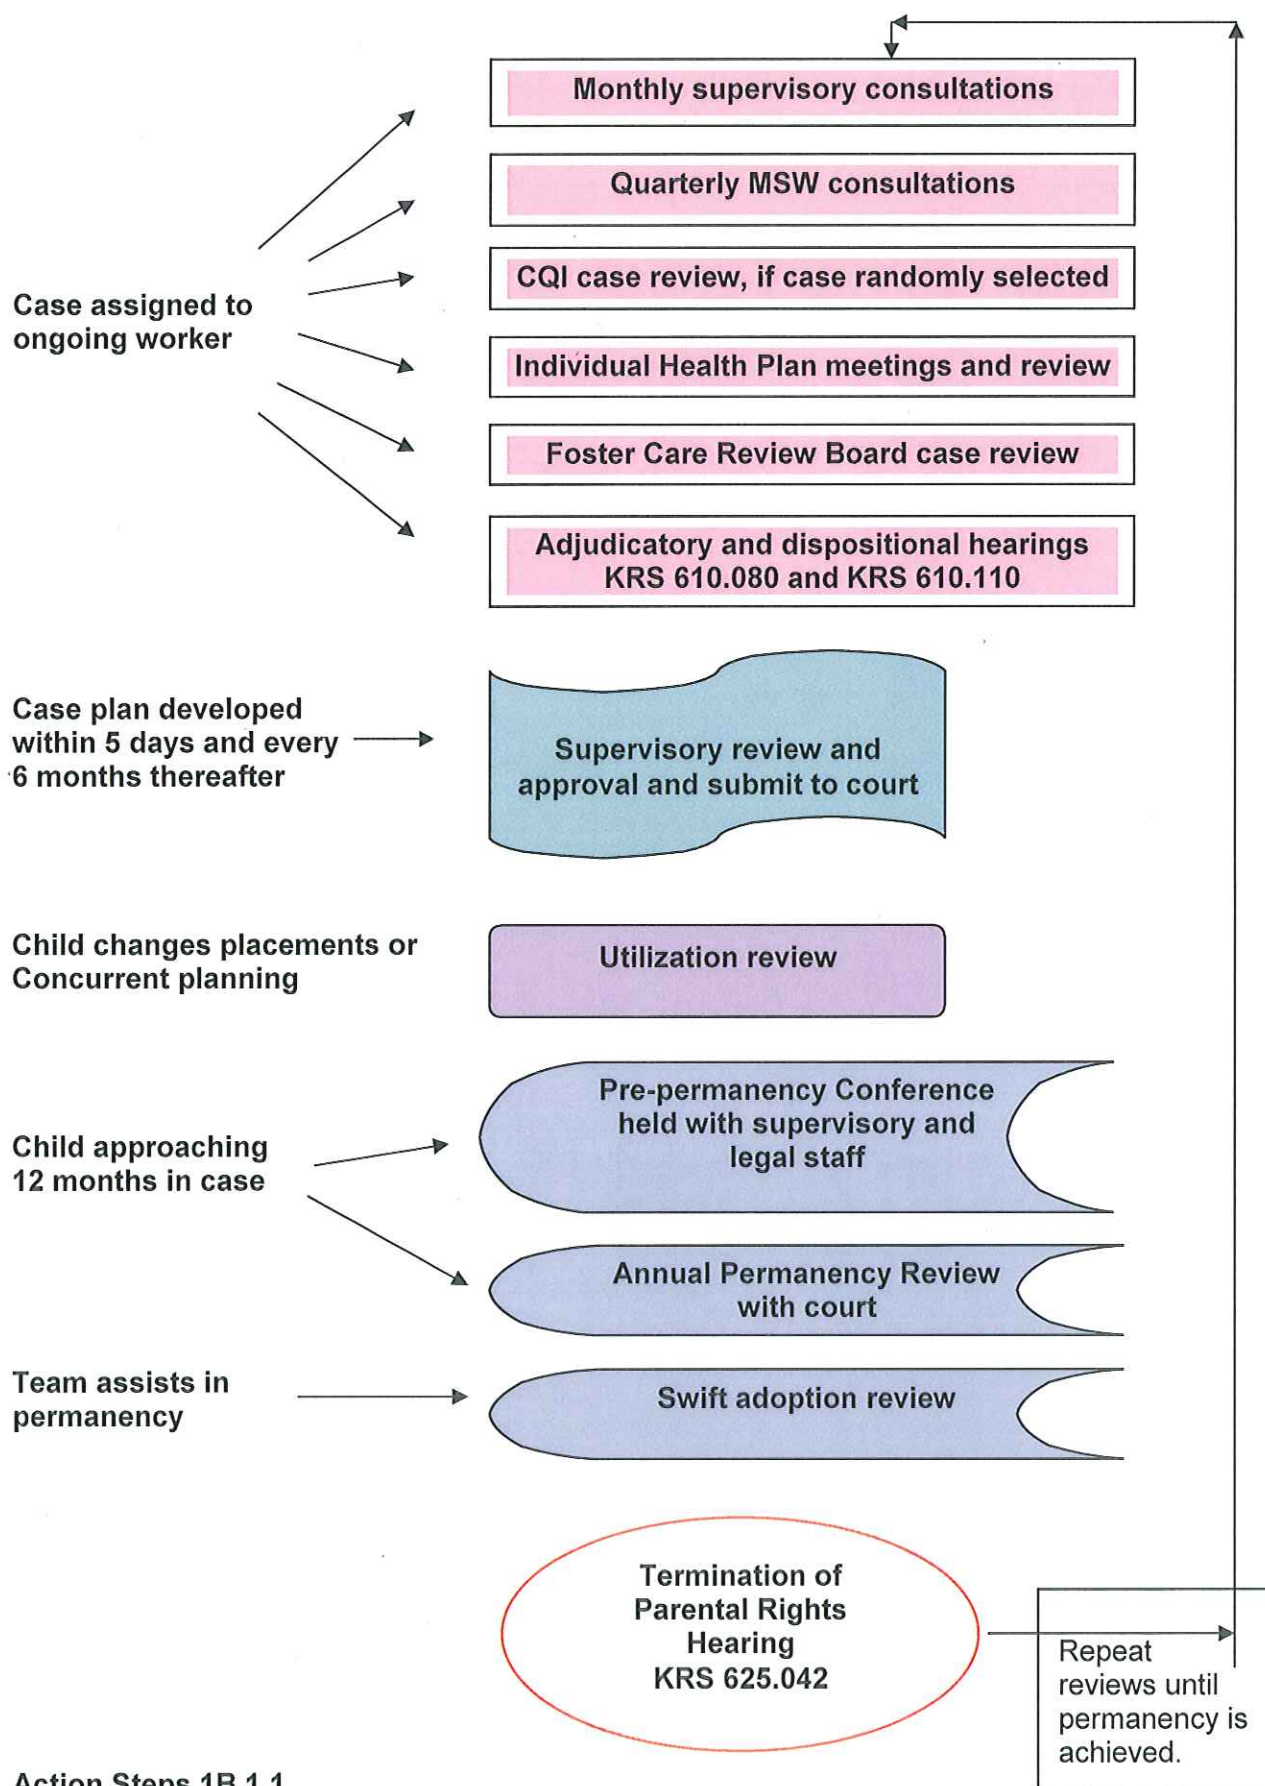 Monthly supervisory consultations
Quarterly MSW consultations
CQI case review, if case randomly selected
Case assigned to
ongoing worker
Individual Health Plan meetings and review
Foster Care Review Board case review
Adjudicatory and dispositional hearings
KRS 610.080 and KRS 610.110
Case plan developed
within 5 days and every
6 months thereafter
Supervisory review and
approval and submit to court
Child changes placements or
Concurrent planning
Utilization review
Child approaching
12 months in case
Pre-permanency Conference
held with supervisory and
legal staff
Annual Permanency Review
with court
Team assists in
permanency
Swift adoption review
Termination of
Parental Rights
Hearing
KRS 625.042
Repeat
reviews until
permanency is
achieved.
Action Steps 1B.1.1